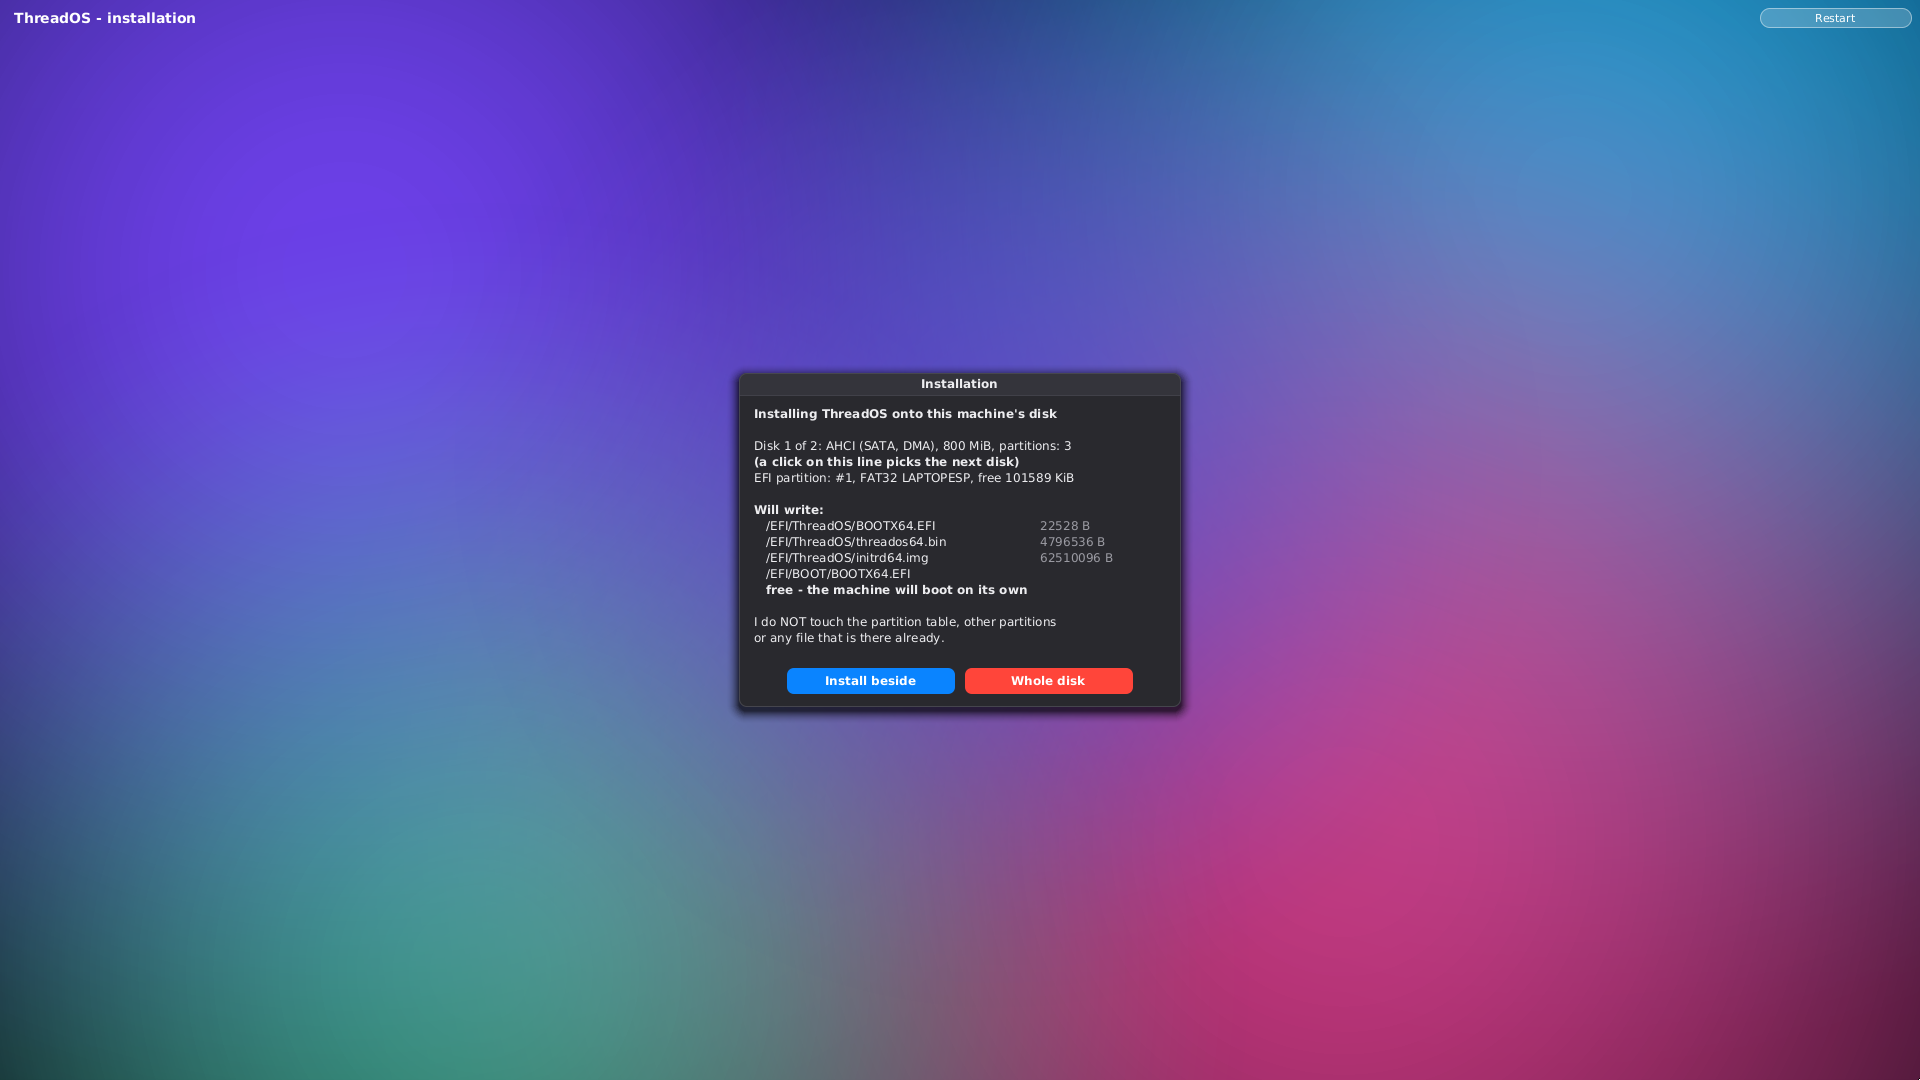 ThreadOS - installation
Restart
Installation
Installing ThreadOS onto this machine's disk
Disk 1 of 2: AHCI (SATA, DMA), 800 MiB, partitions: 3
(a click on this line picks the next disk)
EFI partition: #1, FAT32 LAPTOPESP, free 101589 KiB
Will write:
/EFI/ThreadOS/BOOTX64.EFI 22528 B
/EFI/ThreadOS/threados64.bin 4796536 B
/EFI/ThreadOS/initrd64.img 62510096 B
/EFI/BOOT/BOOTX64.EFI
free - the machine will boot on its own
I do NOT touch the partition table, other partitions
or any file that is there already.
Install beside Whole disk